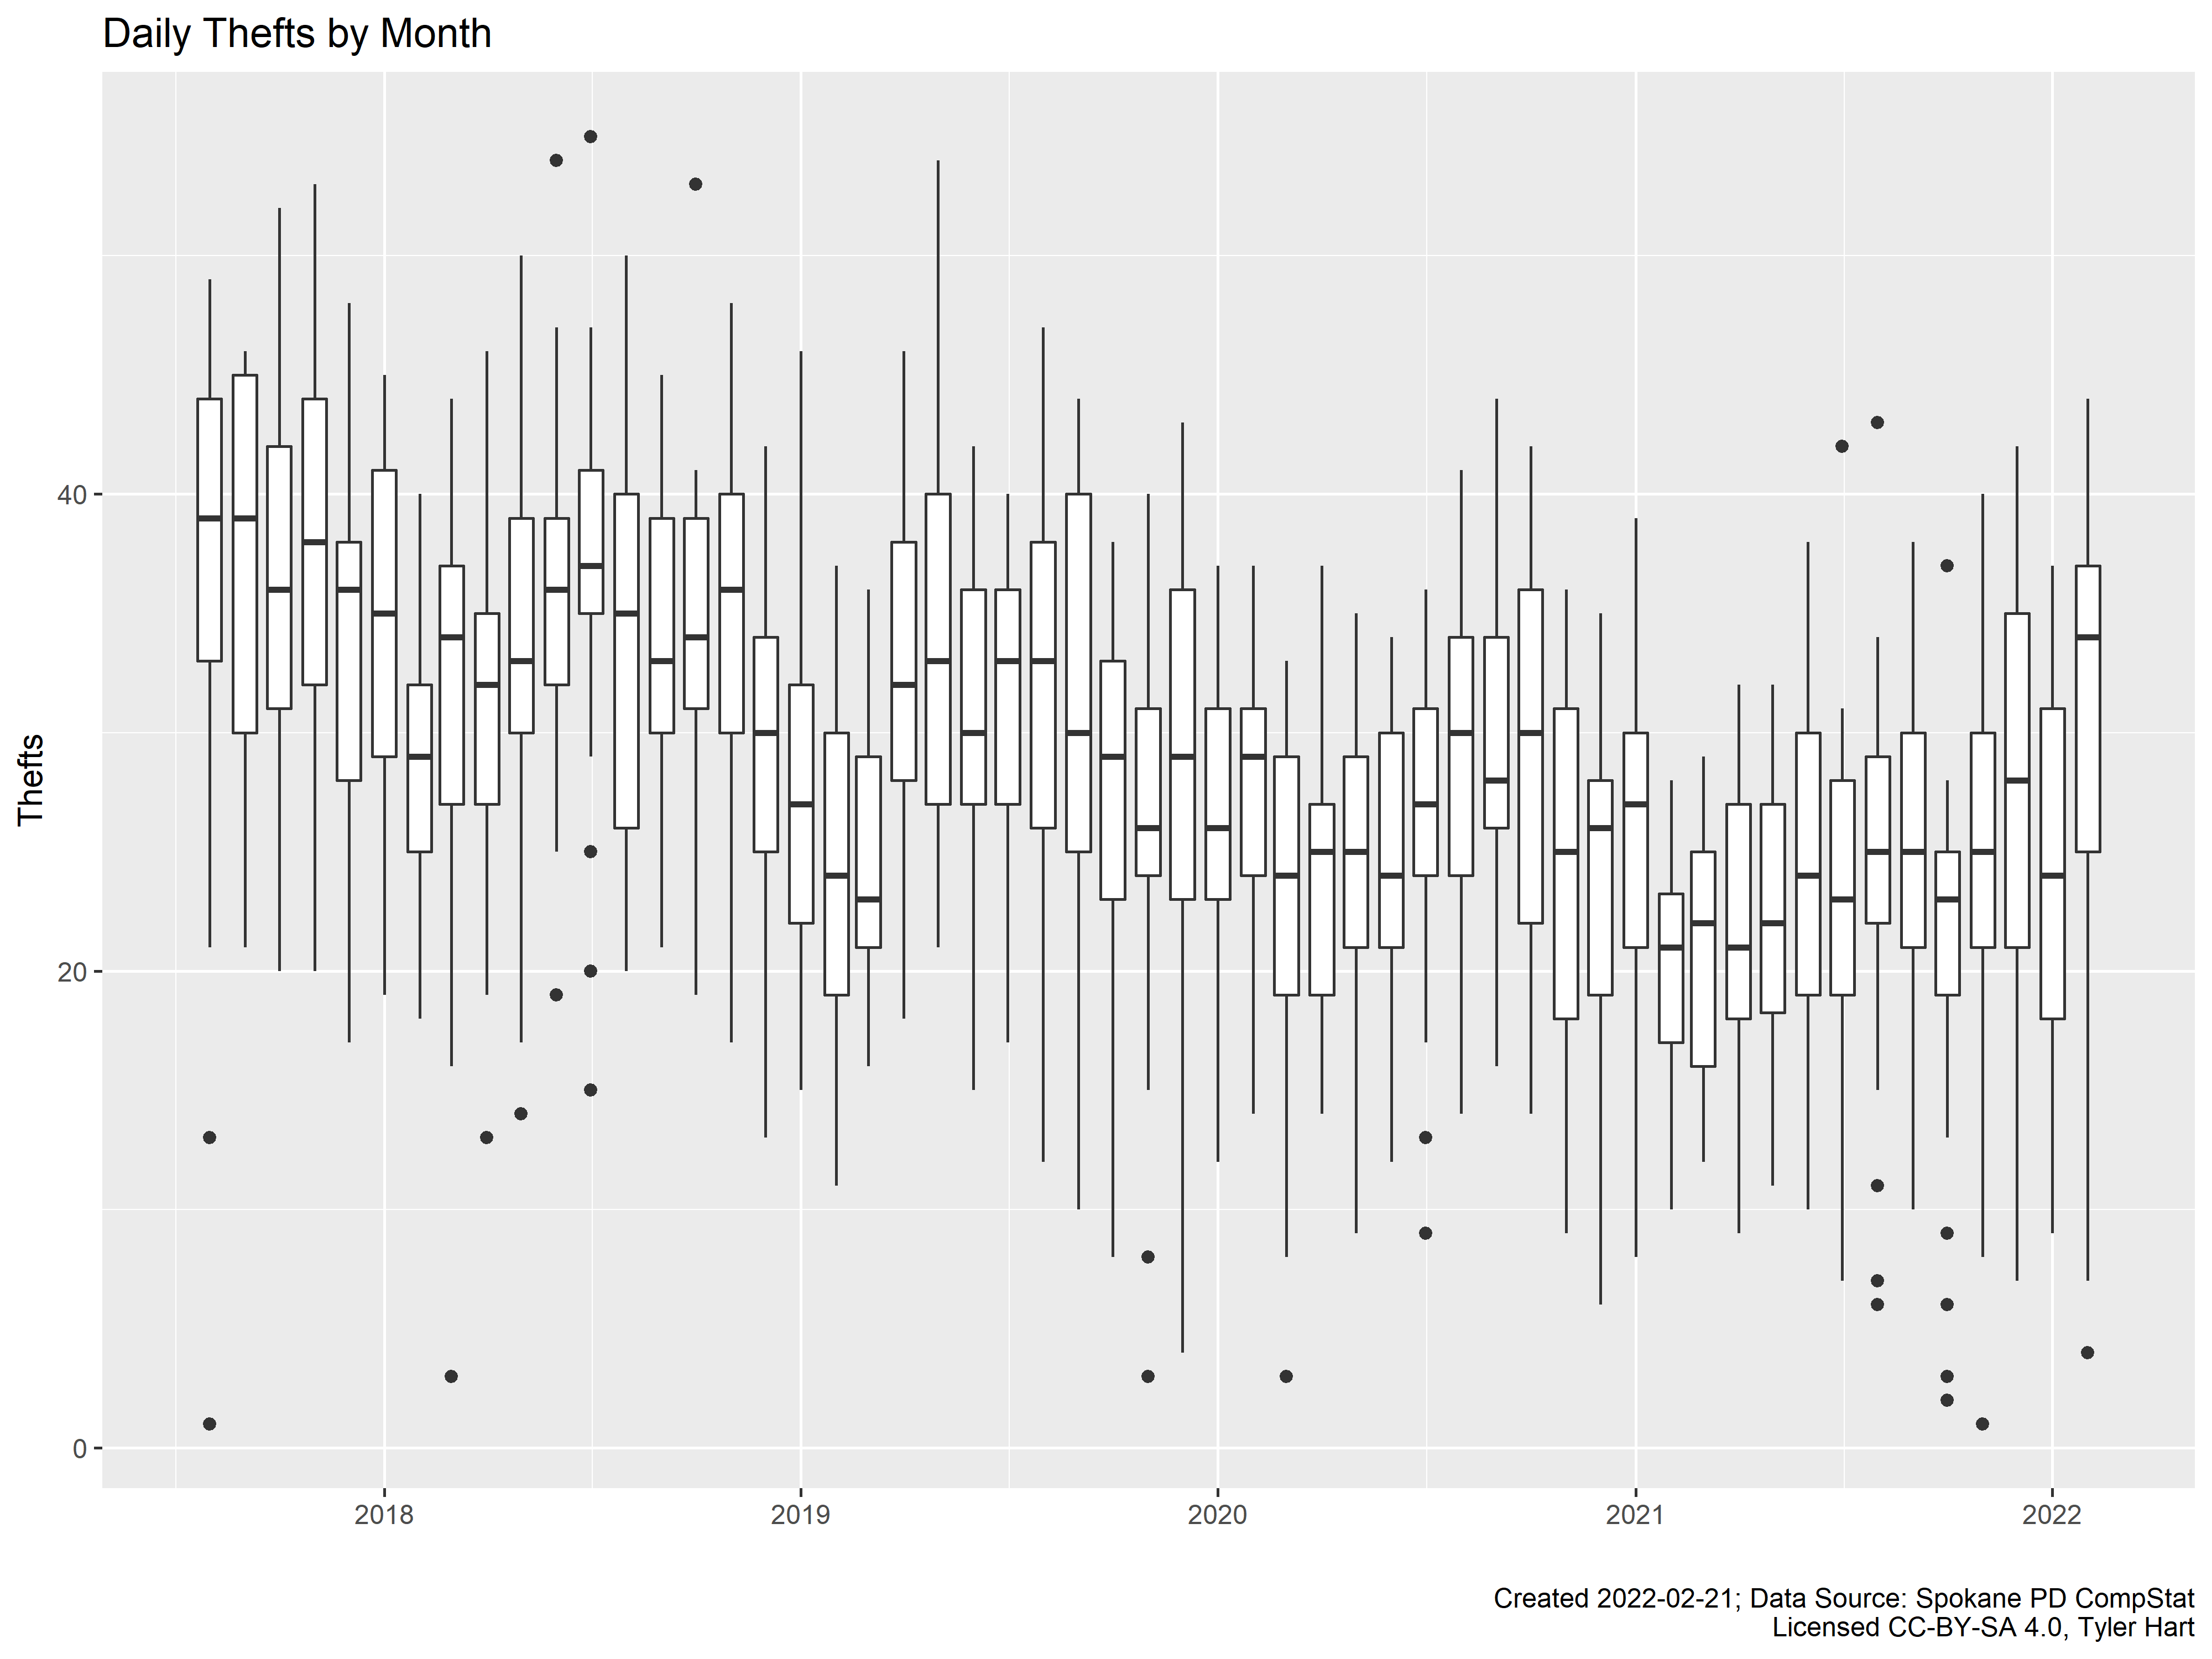 Daily Thefts by Month
Thefts
40
20
0
2018 2019 2020 2021 2022
Created 2022-02-21; Data Source: Spokane PD CompStat
Licensed CC-BY-SA 4.0, Tyler Hart